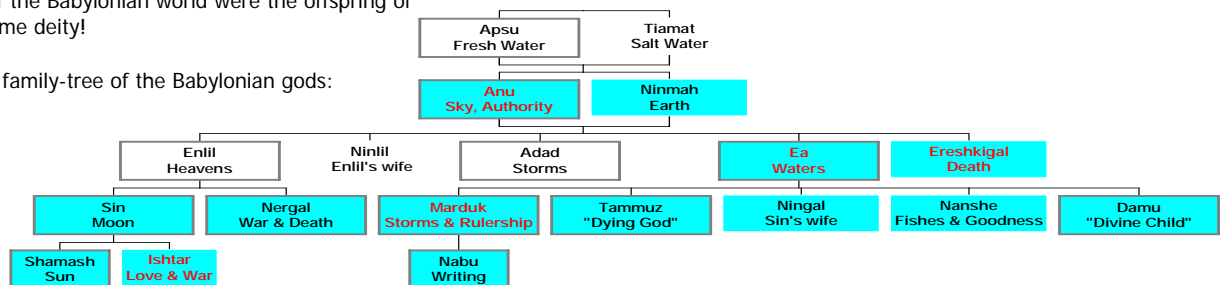 of the Babylonian world were the offspring of
me deity!
family-tree of the Babylonian gods:
Apsu
Fresh Water
Tiamat
Salt Water
Anu
Sky, Authority
Ninmah
Earth
Enlil
Heavens
Ninlil
Enlil's wife
Adad
Storms
Ea
Waters
Ereshkigal
Death
Sin
Moon
Nergal
War & Death
Marduk
Storms & Rulership
Tammuz
"Dying God"
Ningal
Sin's wife
Nanshe
Fishes & Goodness
Damu
"Divine Child"
Shamash
Sun
Ishtar
Love & War
Nabu
Writing